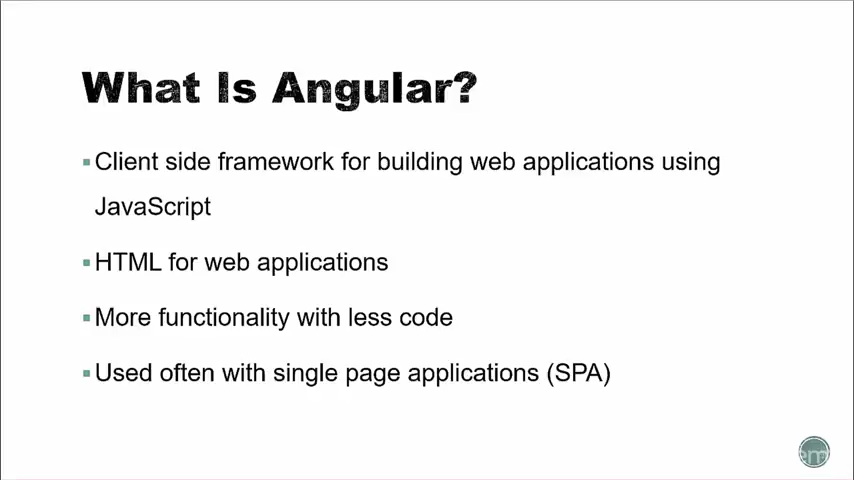 What Is Angular?
▪Client side framework for building web applications using
JavaScript
▪HTML for web applications
▪More functionality with less code
▪Used often with single page applications (SPA)
em